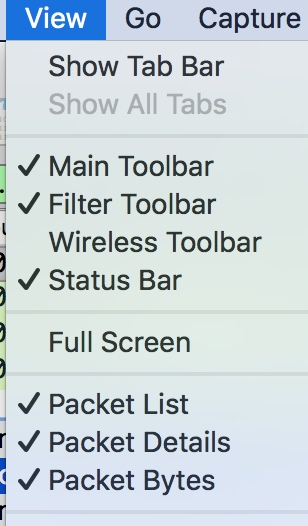 View Go Capture
Show Tab Bar
Show All Tabs
✓ Main Toolbar
✓ Filter Toolbar
Wireless Toolbar
✓ Status Bar
Full Screen
✓ Packet List
✓ Packet Details
✓ Packet Bytes